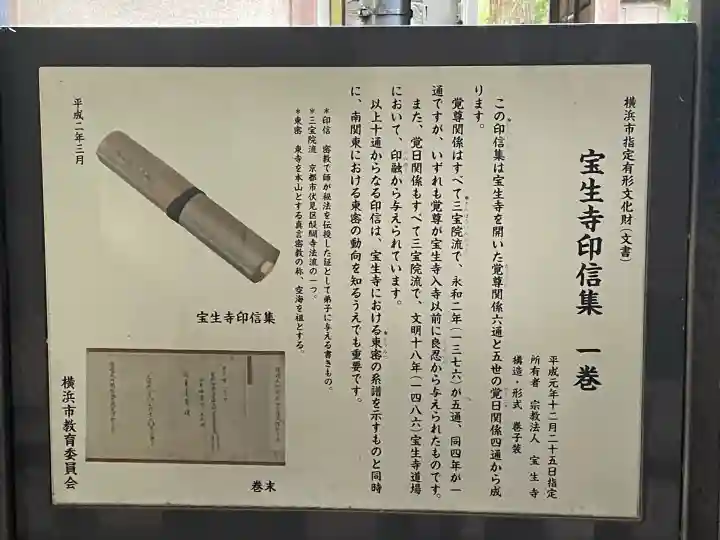 横浜市指定有形文化財(文書)
宝生寺印信集 一巻
平成元年十二月二十五日指定
所有者 宗教法人 宝生寺
構造・形式 巻子装
この印信集は宝生寺を開いた覚尊関係六通と五世の覚日関係四通から成
ります。
覚尊関係はすべて三宝院流で、永和二年(一三七六)が五通、同四年が一
通ですが、いずれも覚尊が宝生寺入寺以前に良忍から与えられたものです。
また、覚日関係もすべて三宝院流で、文明十八年(一四八六)宝生寺道場
において、印融から与えられています。
以上十通からなる印信は、宝生寺における東密の系譜を示すものと同時
に、南関東における東密の動向を知るうえでも重要です。
*印信 密教で師が秘法を伝授した証として弟子に与える書きもの。
*三宝院流 京都市伏見区醍醐寺法流の一つ。
*東密 東寺を本山とする真言密教の称、空海を祖とする。
宝生寺印信集
巻末
平成二年三月
横浜市教育委員会